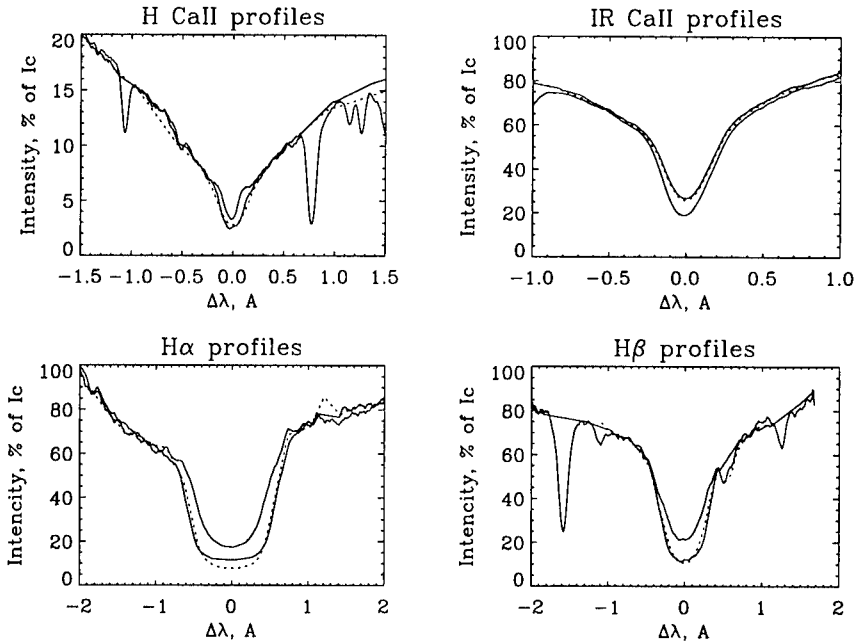 H CaII profiles
Intensity, % of Ic
20
15
10
5
0
-1.5 -1.0 -0.5 0.0 0.5 1.0 1.5
Δλ, A
IR CaII profiles
Intensity, % of Ic
100
80
60
40
20
0
-1.0 -0.5 0.0 0.5 1.0
Δλ, A
Hα profiles
Intencity, % of Ic
100
80
60
40
20
0
-2 -1 0 1 2
Δλ, A
Hβ profiles
Intencity, % of Ic
100
80
60
40
20
0
-2 -1 0 1 2
Δλ, A